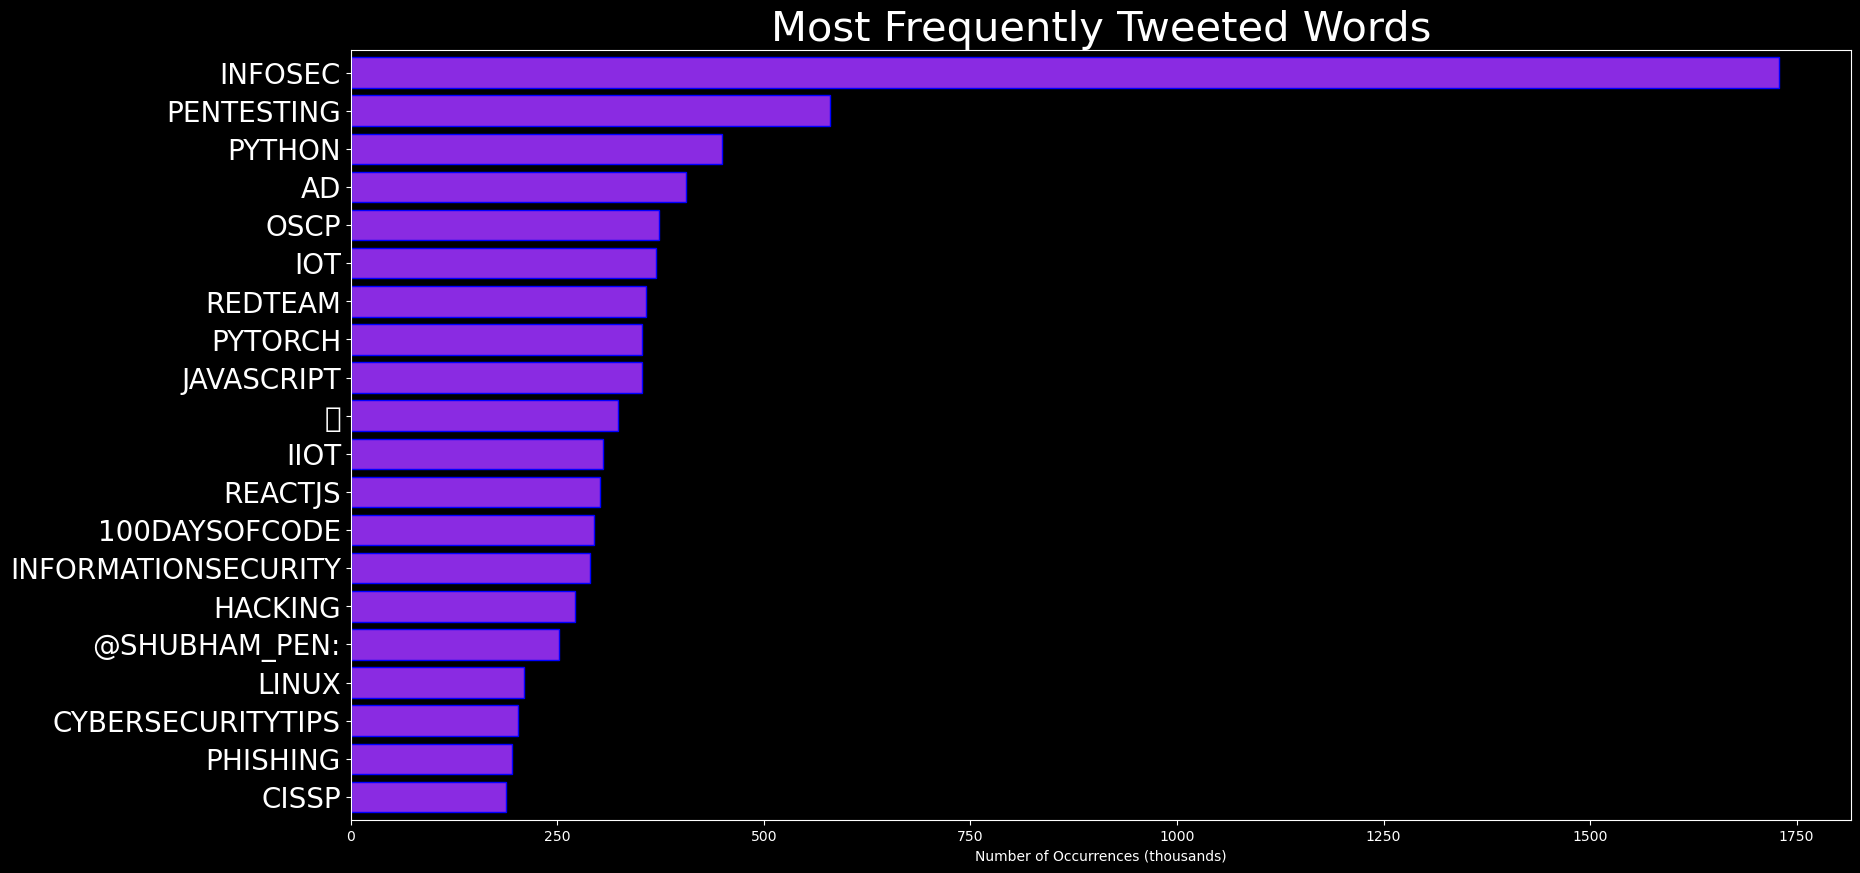 Most Frequently Tweeted Words
INFOSEC
PENTESTING
PYTHON
AD
OSCP
IOT
REDTEAM
PYTORCH
JAVASCRIPT
IIOT
REACTJS
100DAYSOFCODE
INFORMATIONSECURITY
HACKING
@SHUBHAM_PEN:
LINUX
CYBERSECURITYTIPS
PHISHING
CISSP
0 250 500 750 1000 1250 1500 1750
Number of Occurrences (thousands)